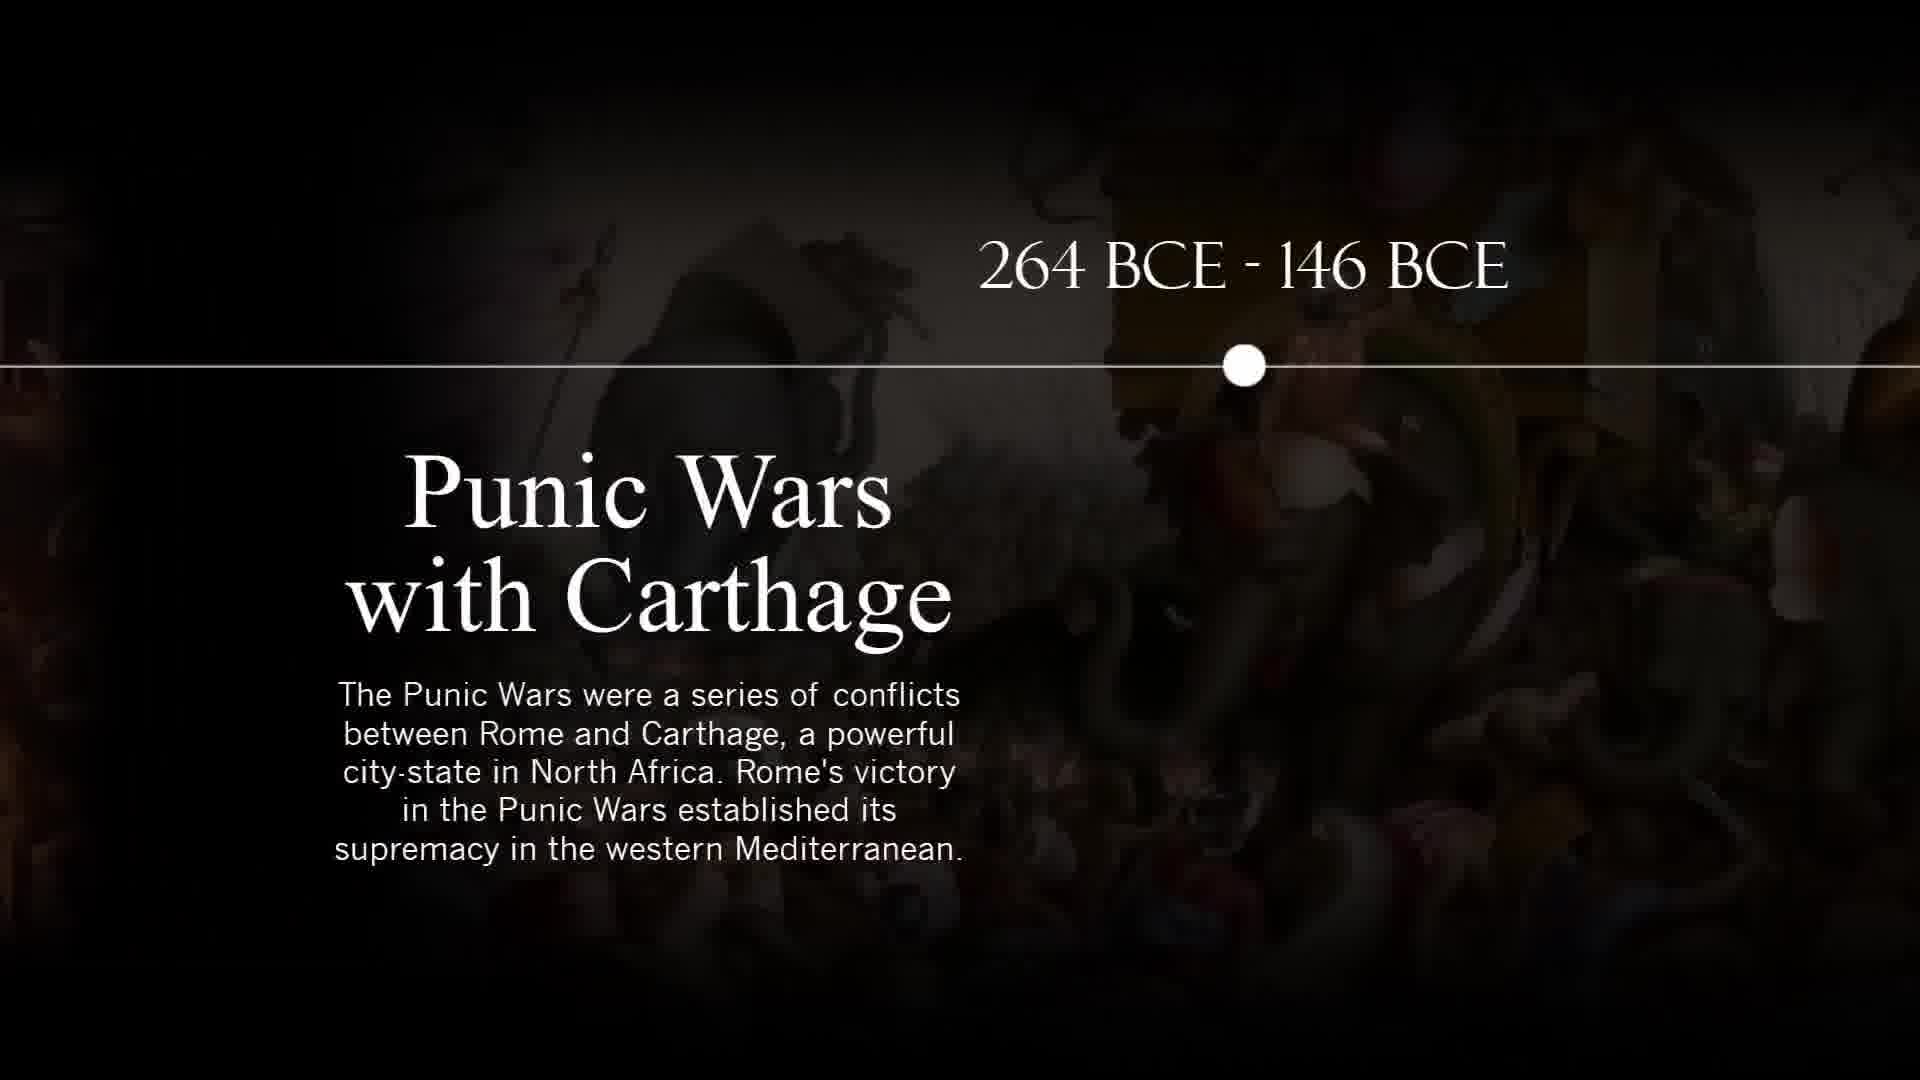 264 BCE - 146 BCE
Punic Wars
with Carthage
The Punic Wars were a series of conflicts
between Rome and Carthage, a powerful
city-state in North Africa. Rome's victory
in the Punic Wars established its
supremacy in the western Mediterranean.